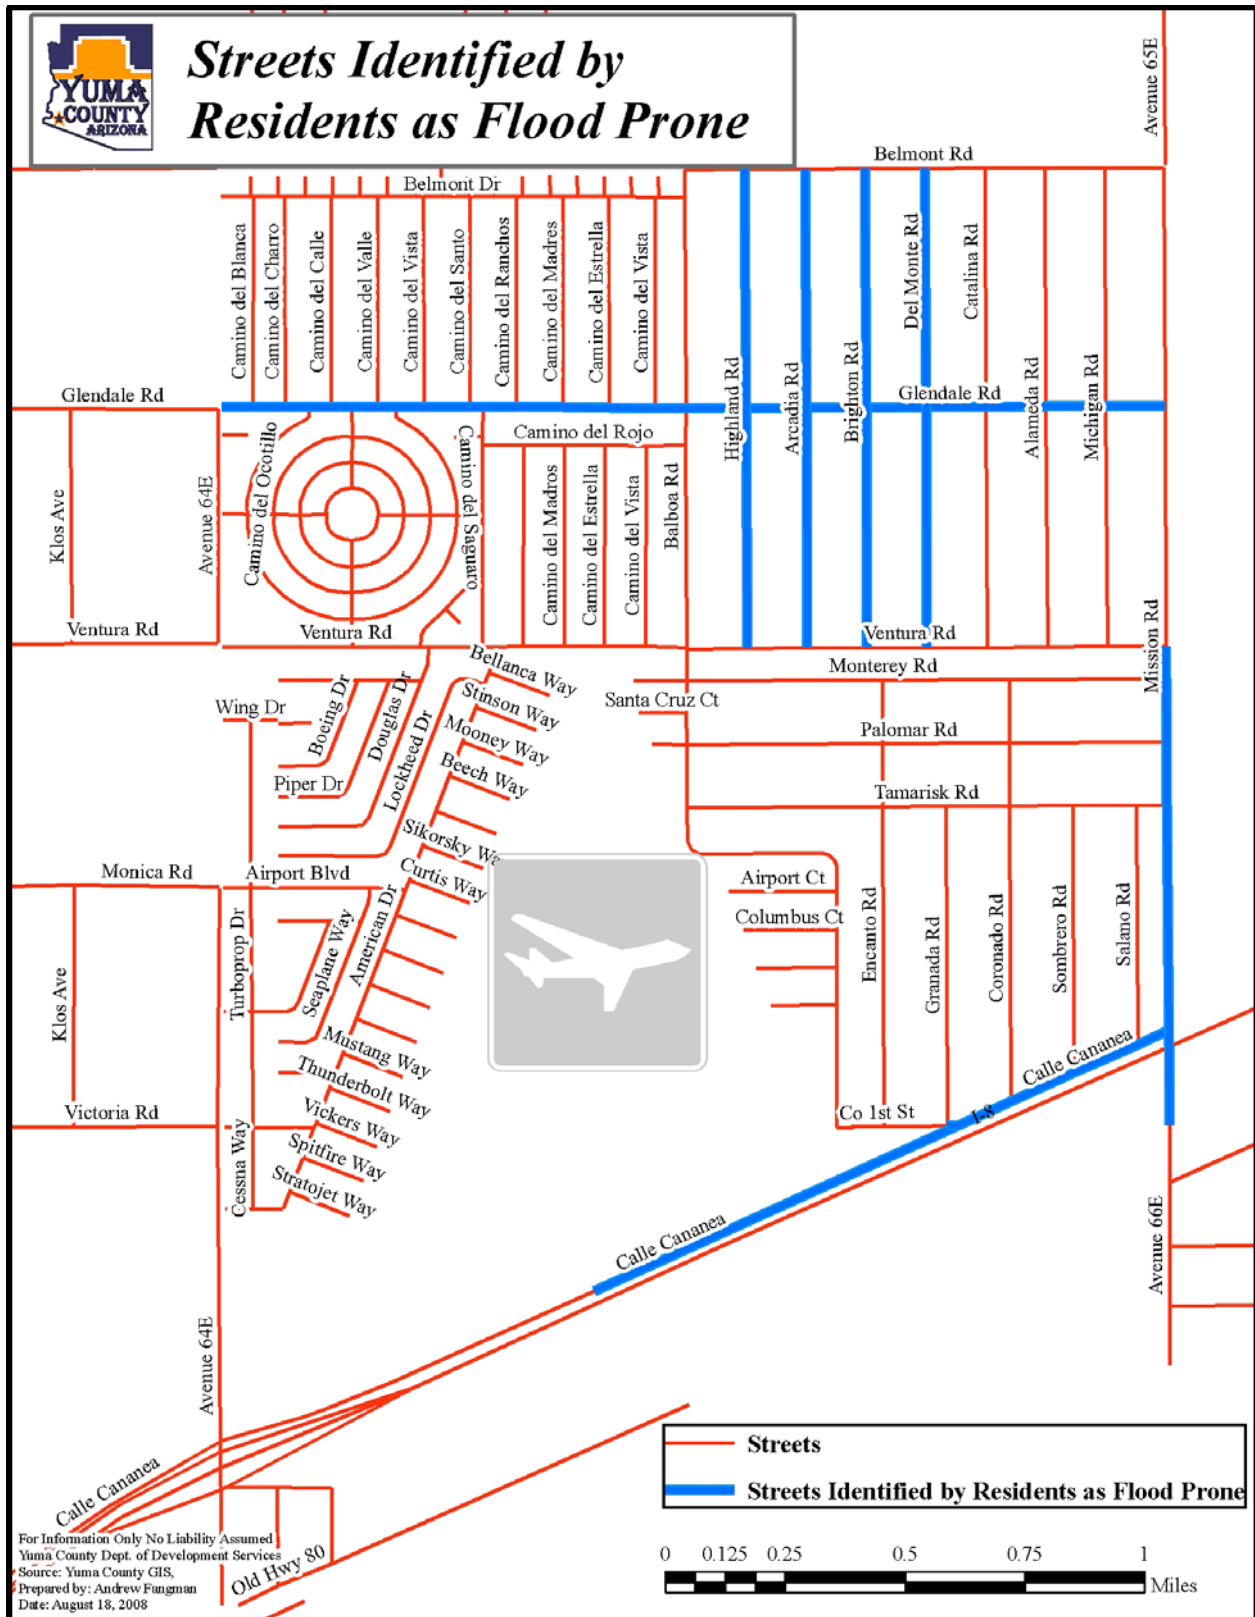 YUMA
COUNTY
ARIZONA
Streets Identified by
Residents as Flood Prone
Avenue 65E
Belmont Rd
Belmont Dr
Camino del Blanca
Camino del Charro
Camino del Calle
Camino del Valle
Camino del Vista
Camino del Santo
Camino del Ranchos
Camino del Madres
Camino del Estrella
Camino del Vista
Del Monte Rd
Catalina Rd
Highland Rd
Arcadia Rd
Brighton Rd
Alameda Rd
Michigan Rd
Glendale Rd
Glendale Rd
Camino del Rojo
Klos Ave
Avenue 64E
Camino del Ocotillo
Camino del Saguaro
Camino del Madros
Camino del Estrella
Camino del Vista
Balboa Rd
Ventura Rd
Ventura Rd
Ventura Rd
Mission Rd
Monterey Rd
Bellanca Way
Santa Cruz Ct
Wing Dr
Boeing Dr
Douglas Dr
Lockheed Dr
Stinson Way
Mooney Way
Palomar Rd
Beech Way
Piper Dr
Tamarisk Rd
Sikorsky Wa
Monica Rd
Airport Blvd
Curtis Way
Airport Ct
Columbus Ct
Turboprop Dr
Seaplane Way
American Dr
Encanto Rd
Granada Rd
Coronado Rd
Sombrero Rd
Salano Rd
Klos Ave
Mustang Way
Calle Cananea
Thunderbolt Way
Victoria Rd
Vickers Way
Co 1st St
I-8
Cessna Way
Spitfire Way
Stratojet Way
Calle Cananea
Avenue 66E
Avenue 64E
Calle Cananea
Streets
Streets Identified by Residents as Flood Prone
Old Hwy 80
For Information Only No Liability Assumed
Yuma County Dept. of Development Services
Source: Yuma County GIS,
Prepared by: Andrew Fangman
Date: August 18, 2008
0 0.125 0.25 0.5 0.75 1
Miles